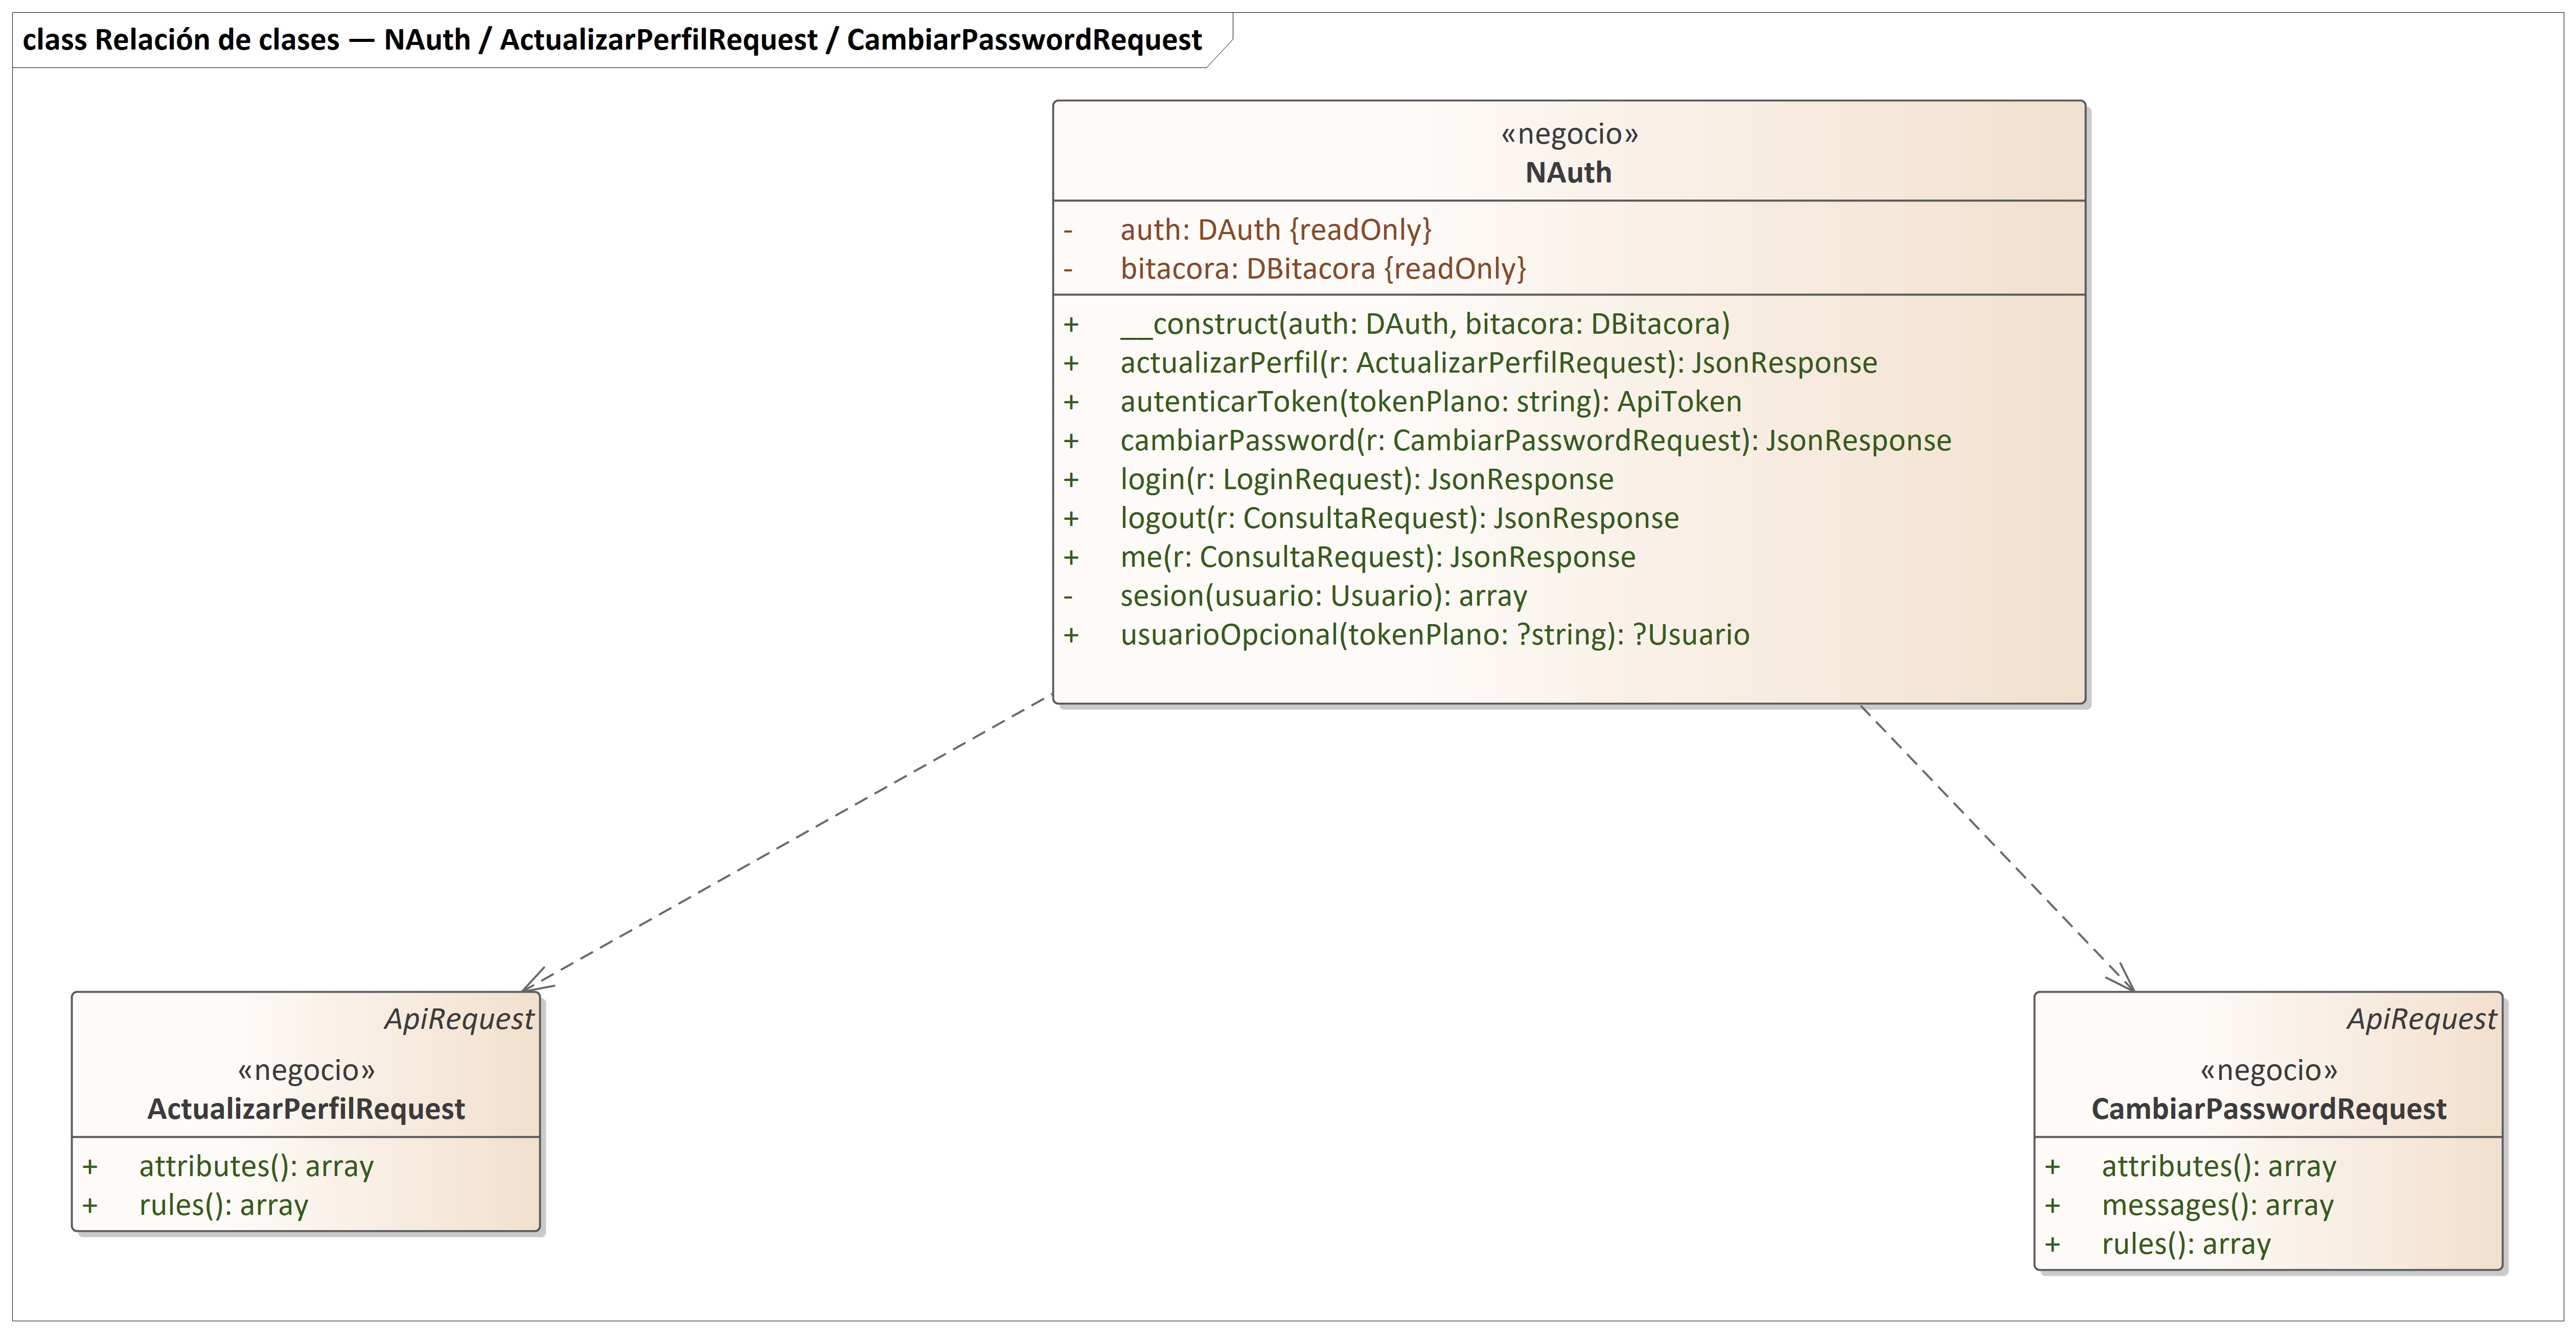 class Relación de clases — NAuth / ActualizarPerfilRequest / CambiarPasswordRequest
«negocio»
NAuth
- auth: DAuth {readOnly}
- bitacora: DBitacora {readOnly}
+ __construct(auth: DAuth, bitacora: DBitacora)
+ actualizarPerfil(r: ActualizarPerfilRequest): JsonResponse
+ autenticarToken(tokenPlano: string): ApiToken
+ cambiarPassword(r: CambiarPasswordRequest): JsonResponse
+ login(r: LoginRequest): JsonResponse
+ logout(r: ConsultaRequest): JsonResponse
+ me(r: ConsultaRequest): JsonResponse
- sesion(usuario: Usuario): array
+ usuarioOpcional(tokenPlano: ?string): ?Usuario
ApiRequest
«negocio»
ActualizarPerfilRequest
+ attributes(): array
+ rules(): array
ApiRequest
«negocio»
CambiarPasswordRequest
+ attributes(): array
+ messages(): array
+ rules(): array